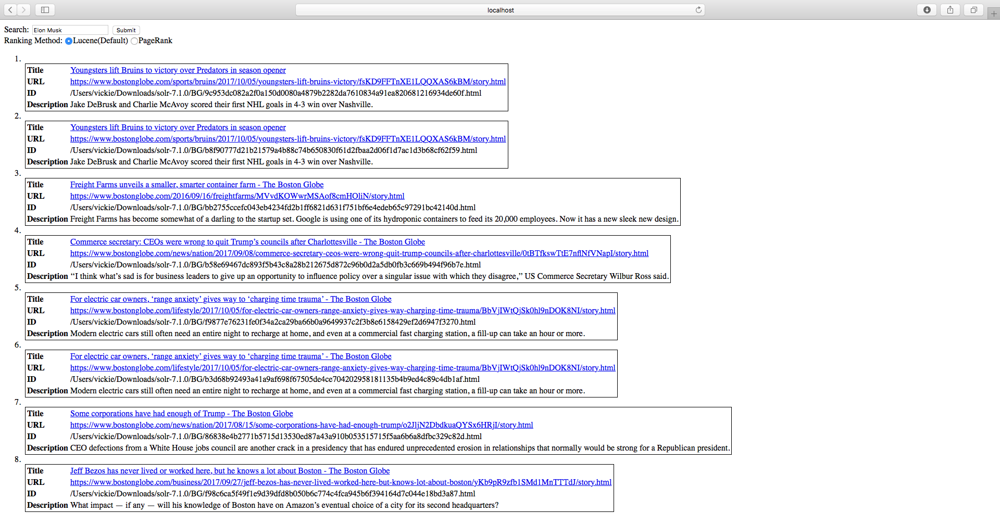 localhost
Search: Elon Musk Submit
Ranking Method: Lucene(Default) PageRank
1.
Title Youngsters lift Bruins to victory over Predators in season opener
URL https://www.bostonglobe.com/sports/bruins/2017/10/05/youngsters-lift-bruins-victory/fsKD9FFTnXE1LQQXAS6kBM/story.html
ID /Users/vickie/Downloads/solr-7.1.0/BG/9c953dc082a2f0a150d0080a4879b2282da7610834a91ea820681216934de60f.html
Description Jake DeBrusk and Charlie McAvoy scored their first NHL goals in 4-3 win over Nashville.
2.
Title Youngsters lift Bruins to victory over Predators in season opener
URL https://www.bostonglobe.com/sports/bruins/2017/10/05/youngsters-lift-bruins-victory/fsKD9FFTnXE1LQQXAS6kBM/story.html
ID /Users/vickie/Downloads/solr-7.1.0/BG/b8f90777d21b21579a4b88c74b650830f61d2fbaa2d06f1d7ac1d3b68cf62f59.html
Description Jake DeBrusk and Charlie McAvoy scored their first NHL goals in 4-3 win over Nashville.
3.
Title Freight Farms unveils a smaller, smarter container farm - The Boston Globe
URL https://www.bostonglobe.com/2016/09/16/freightfarms/MVvdKOWwrMSAof8cmHOliN/story.html
ID /Users/vickie/Downloads/solr-7.1.0/BG/bb2755ccefc043eb4234fd2b1ff6821d631f751bf6e4edeb65c97291bc42140d.html
Description Freight Farms has become somewhat of a darling to the startup set. Google is using one of its hydroponic containers to feed its 20,000 employees. Now it has a new sleek new design.
4.
Title Commerce secretary: CEOs were wrong to quit Trump’s councils after Charlottesville - The Boston Globe
URL https://www.bostonglobe.com/news/nation/2017/09/08/commerce-secretary-ceos-were-wrong-quit-trump-councils-after-charlottesville/0tBTfkswTtE7nflNfVNapI/story.html
ID /Users/vickie/Downloads/solr-7.1.0/BG/b58e69467dc893f5b43c8a28b212675d872c96b0d2a5db0fb3c669b494f96b7e.html
Description “I think what’s sad is for business leaders to give up an opportunity to influence policy over a singular issue with which they disagree,” US Commerce Secretary Wilbur Ross said.
5.
Title For electric car owners, ‘range anxiety’ gives way to ‘charging time trauma’ - The Boston Globe
URL https://www.bostonglobe.com/lifestyle/2017/10/05/for-electric-car-owners-range-anxiety-gives-way-charging-time-trauma/BbVjIWtQjSk0hl9nDOK8NI/story.html
ID /Users/vickie/Downloads/solr-7.1.0/BG/f9877e76231fe0f34a2ca29ba66b0a9649937c2f3b8e6158429ef2d6947f3270.html
Description Modern electric cars still often need an entire night to recharge at home, and even at a commercial fast charging station, a fill-up can take an hour or more.
6.
Title For electric car owners, ‘range anxiety’ gives way to ‘charging time trauma’ - The Boston Globe
URL https://www.bostonglobe.com/lifestyle/2017/10/05/for-electric-car-owners-range-anxiety-gives-way-charging-time-trauma/BbVjIWtQjSk0hl9nDOK8NI/story.html
ID /Users/vickie/Downloads/solr-7.1.0/BG/b3d68b92493a41a9af698f67505de4ce704202958181135b4b9ed4c89c4db1af.html
Description Modern electric cars still often need an entire night to recharge at home, and even at a commercial fast charging station, a fill-up can take an hour or more.
7.
Title Some corporations have had enough of Trump - The Boston Globe
URL https://www.bostonglobe.com/news/nation/2017/08/15/some-corporations-have-had-enough-trump/o2JljN2DbdkuaQYSx6HRjI/story.html
ID /Users/vickie/Downloads/solr-7.1.0/BG/86838e4b2771b5715d13530ed87a43a910b053515715f5aa6b6a8dfbc329c82d.html
Description CEO defections from a White House jobs council are another crack in a presidency that has endured unprecedented erosion in relationships that normally would be strong for a Republican president.
8.
Title Jeff Bezos has never lived or worked here, but he knows a lot about Boston - The Boston Globe
URL https://www.bostonglobe.com/business/2017/09/27/jeff-bezos-has-never-lived-worked-here-but-knows-lot-about-boston/yKb9pR9zfb1SMd1MnTTTdJ/story.html
ID /Users/vickie/Downloads/solr-7.1.0/BG/f98c6ca5f49f1e9d39dfd8b050b6c774c4fca945b6f394164d7c044e18bd3a87.html
Description What impact — if any — will his knowledge of Boston have on Amazon’s eventual choice of a city for its second headquarters?